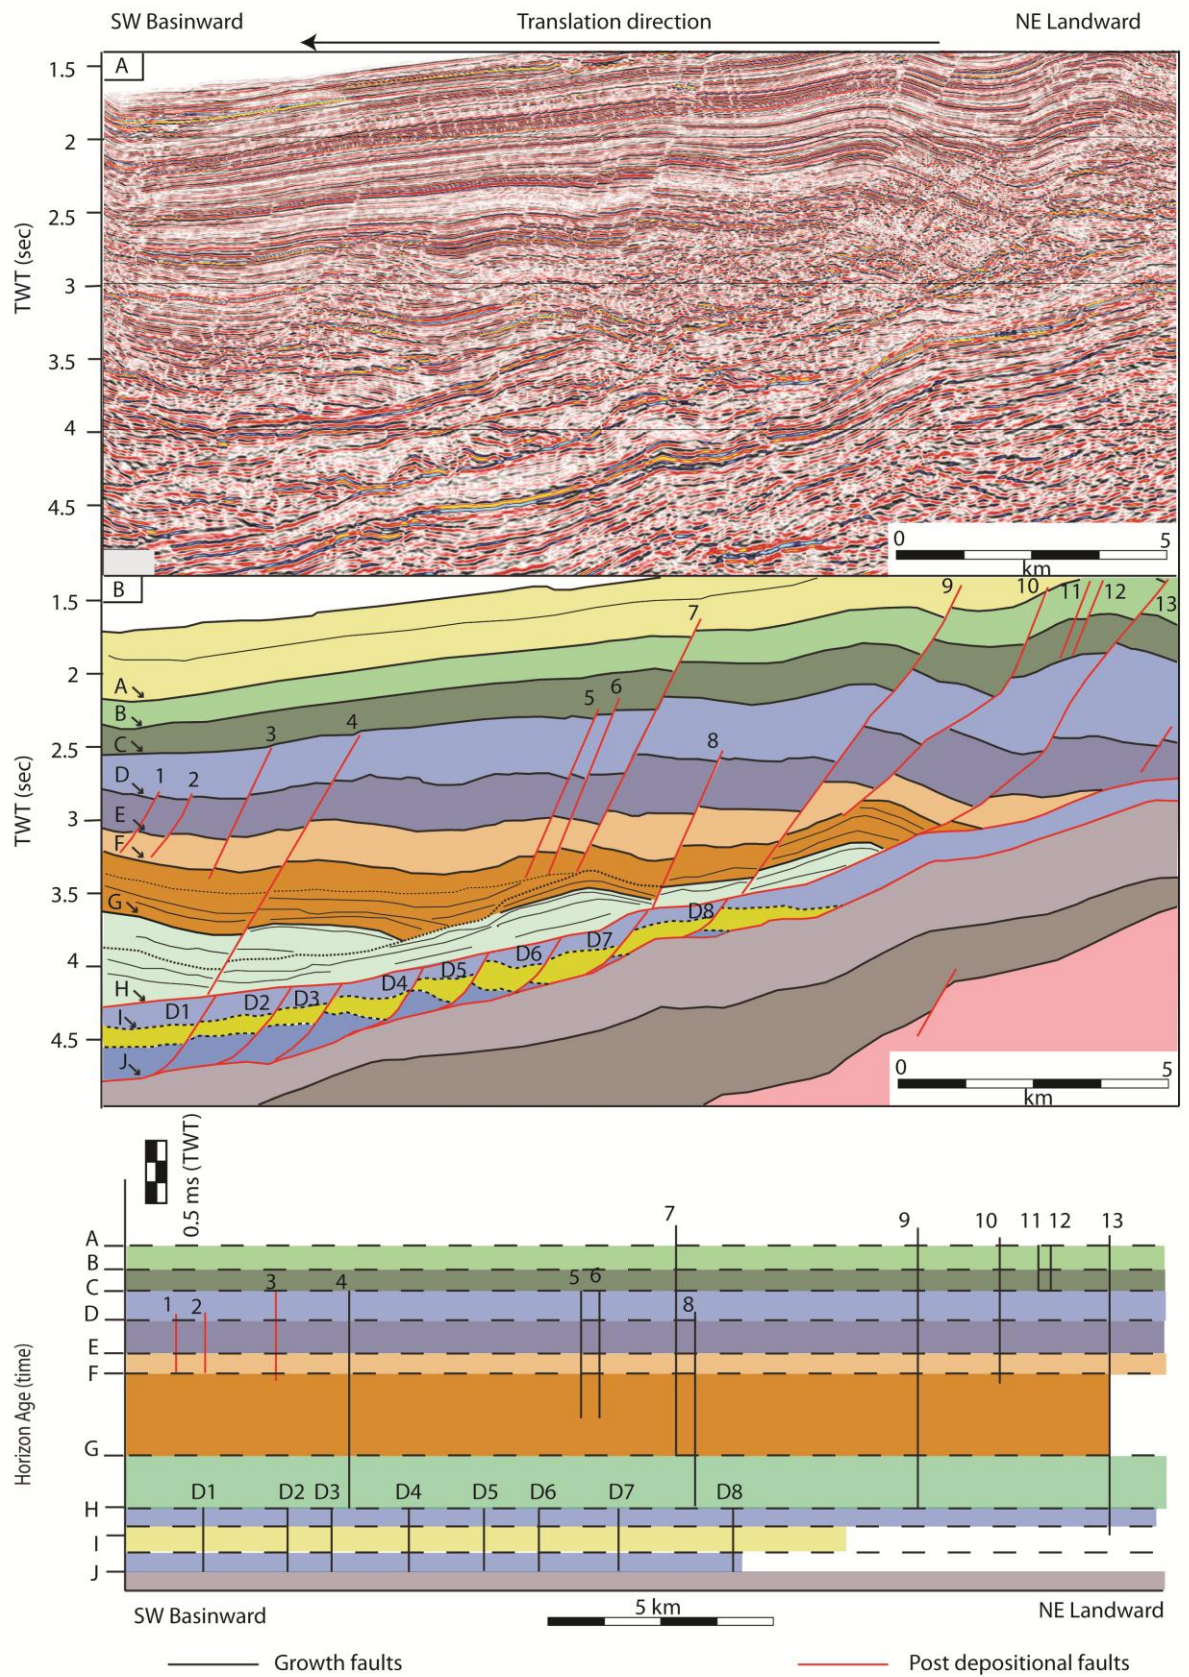 SW Basinward
Translation direction
NE Landward
A
1.5
2
2.5
3
3.5
4
4.5
TWT (sec)
0 5
km
B
1.5
2
2.5
3
3.5
4
4.5
TWT (sec)
A
B
C
D
E
F
G
H
I
J
1
2
3
4
5
6
7
8
9
10
11
12
13
D1
D2
D3
D4
D5
D6
D7
D8
0 5
km
0.5 ms (TWT)
7
9
10
11
12
13
A
B
C
D
E
F
G
H
I
J
1
2
3
4
5
6
8
D1
D2
D3
D4
D5
D6
D7
D8
Horizon Age (time)
SW Basinward
5 km
NE Landward
Growth faults
Post depositional faults